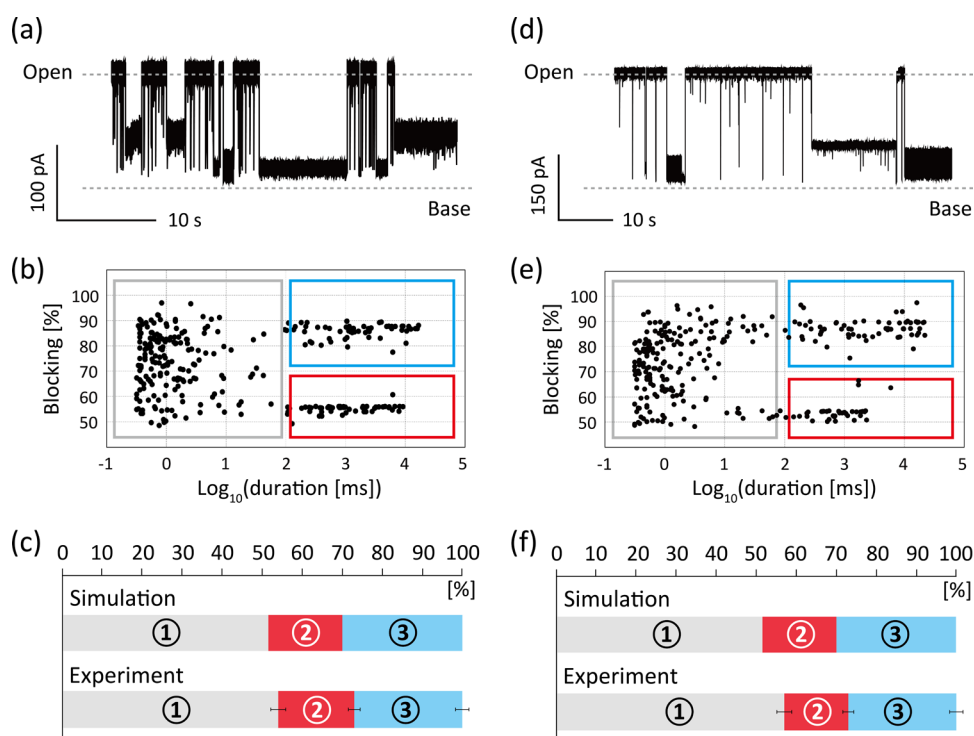 (a)
Open
100 pA
10 s
Base
(b)
Blocking [%]
100
90
80
70
60
50
-1 0 1 2 3 4 5
Log10(duration [ms])
(c)
0 10 20 30 40 50 60 70 80 90 100
[%]
Simulation
① ② ③
Experiment
① ② ③
(d)
Open
150 pA
10 s
Base
(e)
Blocking [%]
100
90
80
70
60
50
-1 0 1 2 3 4 5
Log10(duration [ms])
(f)
0 10 20 30 40 50 60 70 80 90 100
[%]
Simulation
① ② ③
Experiment
① ② ③